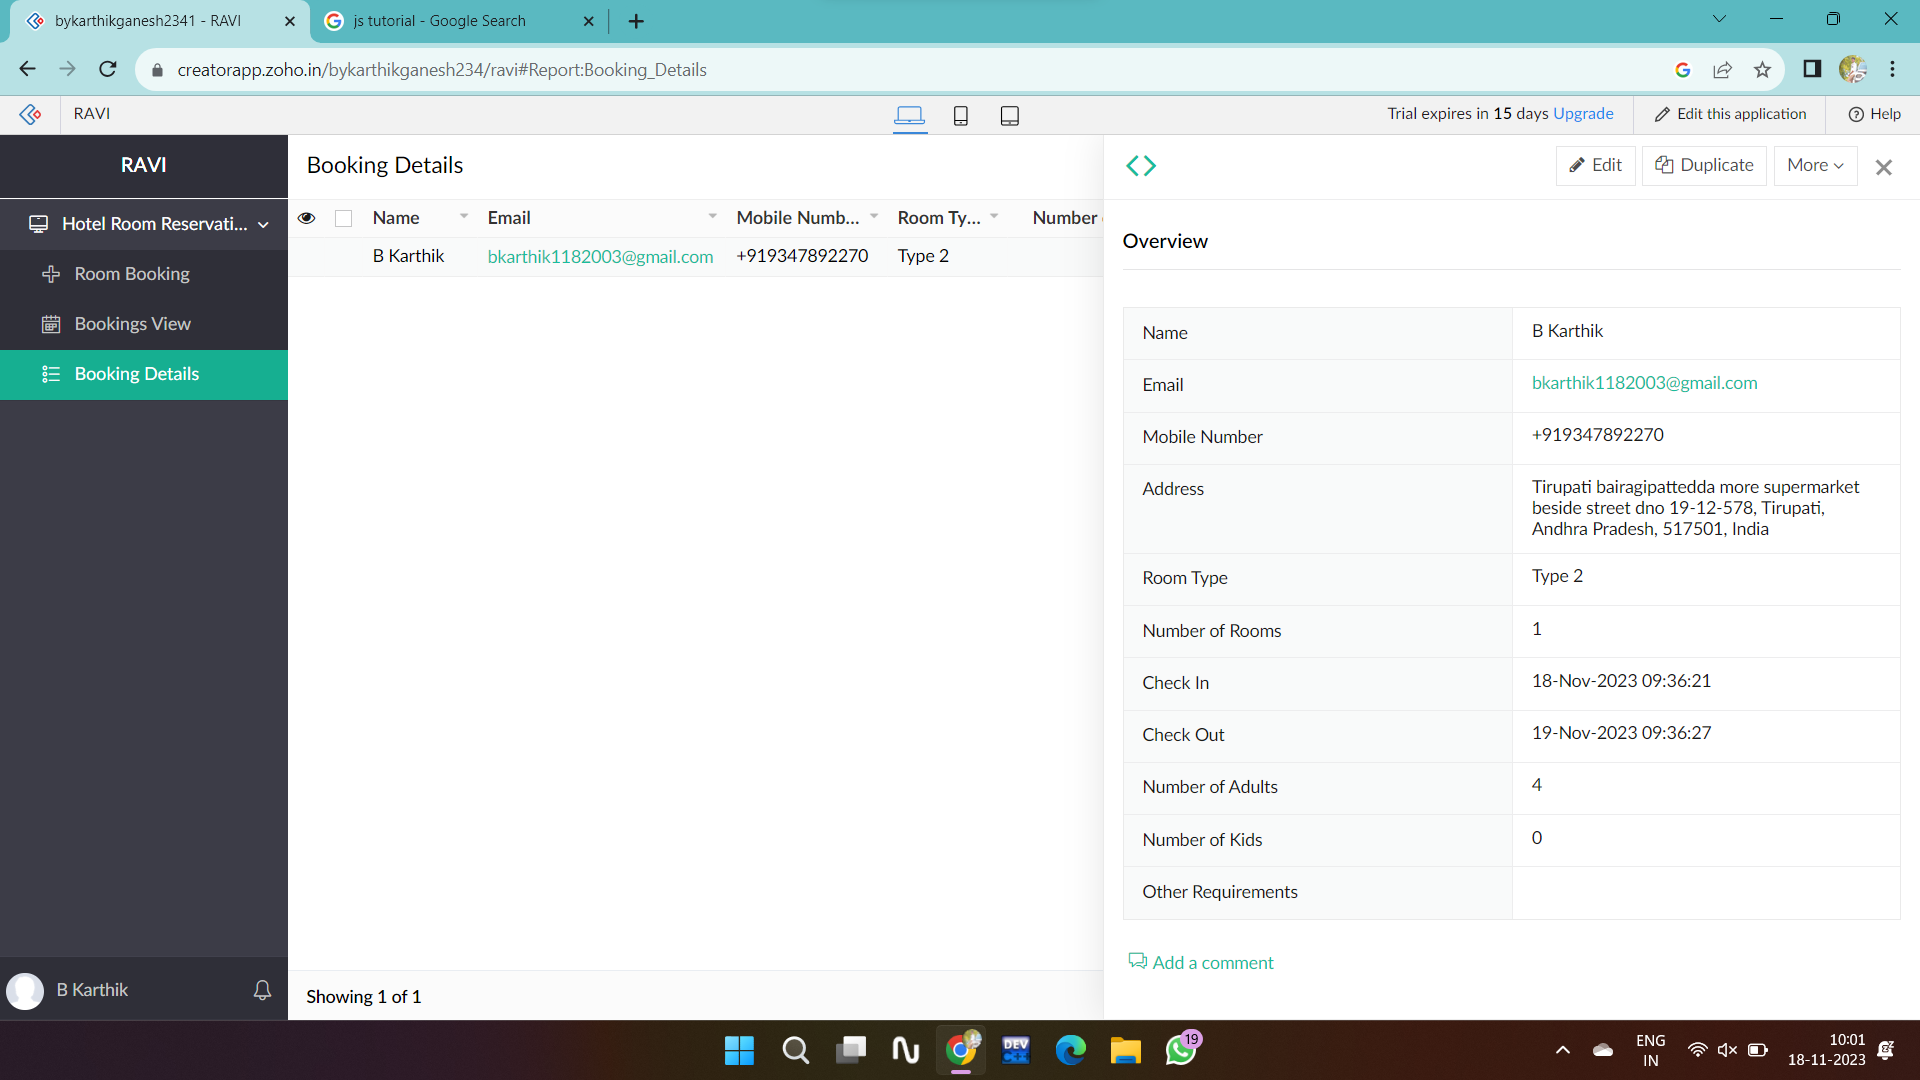 bykarthikganesh2341 - RAVI
js tutorial - Google Search
creatorapp.zoho.in/bykarthikganesh234/ravi#Report:Booking_Details
RAVI
Trial expires in 15 days Upgrade
Edit this application
Help
RAVI
Hotel Room Reservati...
Room Booking
Bookings View
Booking Details
B Karthik
Booking Details
Name Email Mobile Numb... Room Ty... Number
B Karthik bkarthik1182003@gmail.com +919347892270 Type 2
Showing 1 of 1
Edit Duplicate More
Overview
Name B Karthik
Email bkarthik1182003@gmail.com
Mobile Number +919347892270
Address Tirupati bairagipattedda more supermarket
beside street dno 19-12-578, Tirupati,
Andhra Pradesh, 517501, India
Room Type Type 2
Number of Rooms 1
Check In 18-Nov-2023 09:36:21
Check Out 19-Nov-2023 09:36:27
Number of Adults 4
Number of Kids 0
Other Requirements
Add a comment
DEV
C++
19
ENG
IN
10:01
18-11-2023